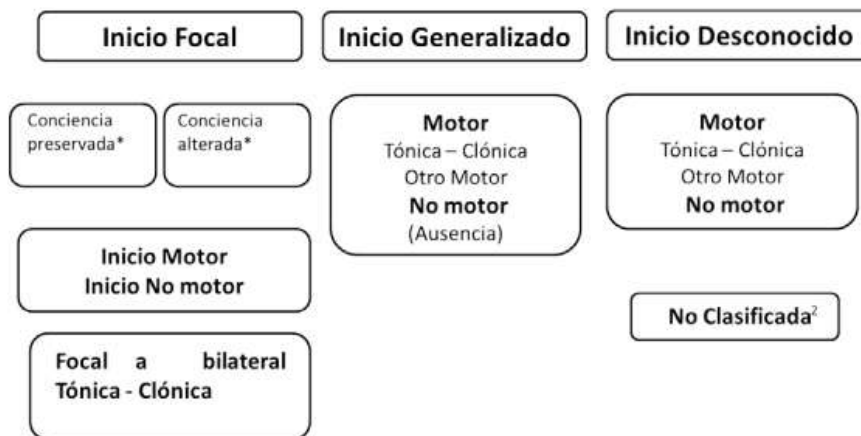 Inicio Focal
Conciencia
preservada*
Conciencia
alterada*
Inicio Motor
Inicio No motor
Focal a bilateral
Tónica - Clónica
Inicio Generalizado
Motor
Tónica – Clónica
Otro Motor
No motor
(Ausencia)
Inicio Desconocido
Motor
Tónica – Clónica
Otro Motor
No motor
No Clasificada²